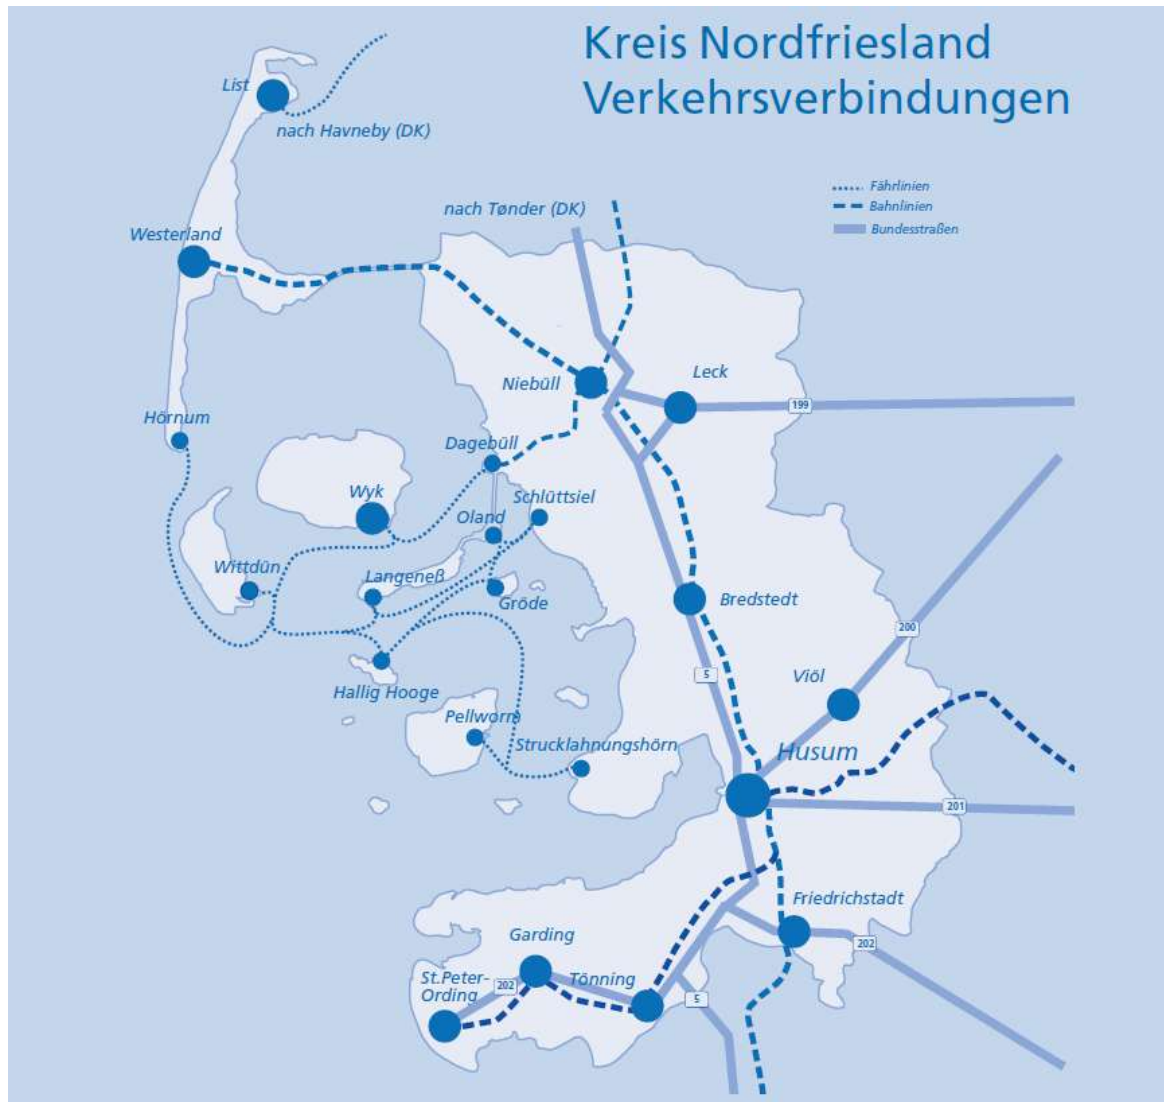 Kreis Nordfriesland
Verkehrsverbindungen
List
nach Havneby (DK)
Fährlinien
Bahnlinien
Bundesstraßen
nach Tønder (DK)
Westerland
Niebüll
Leck
199
Hörnum
Dagebüll
Wyk
Schlüttsiel
Oland
Wittdün
Langeneß
Gröde
Bredstedt
200
5
Viöl
Hallig Hooge
Pellworm
Strucklahnungshörn
Husum
201
Friedrichstadt
202
Garding
Tönning
St.Peter-
Ording
202
5